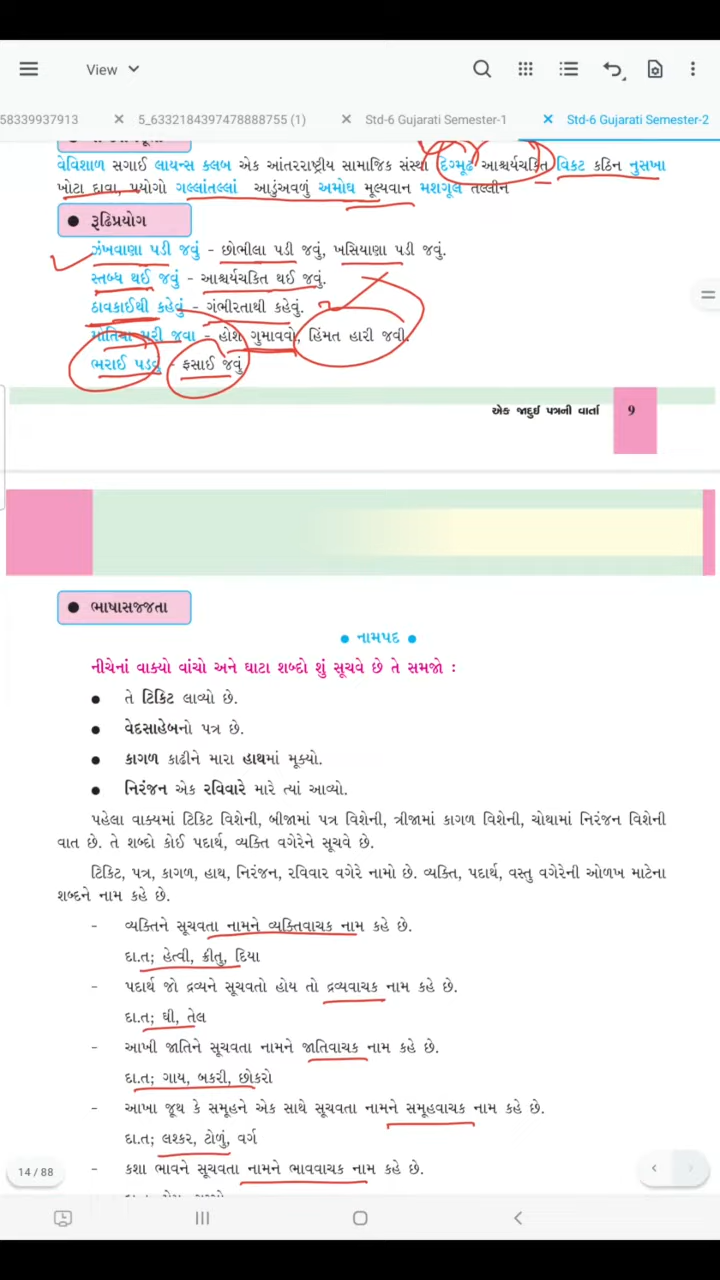 View
58339937913 × 5_6332184397478888755 (1) × Std-6 Gujarati Semester-1 × Std-6 Gujarati Semester-2
વેવિશાળ સગાઈ લાયન્સ ક્લબ એક આંતરરાષ્ટ્રીય સામાજિક સંસ્થા દિગ્મૂઢ આશ્ચર્યચકિત વિકટ કઠિન નુસખા
ખોટા દાવા, પ્રયોગો ગલ્લાંતલ્લાં આડુંઅવળું અમોઘ મૂલ્યવાન મશગૂલ તલ્લીન
● રૂઢિપ્રયોગ
ઝંખવાણા પડી જવું - છોભીલા પડી જવું, ખસિયાણા પડી જવું.
સ્તબ્ધ થઈ જવું - આશ્ચર્યચકિત થઈ જવું.
ઠાવકાઈથી કહેવું - ગંભીરતાથી કહેવું.
મોતિયા મરી જવા - હોશ ગુમાવવો, હિંમત હારી જવી.
ભરાઈ પડવું - ફસાઈ જવું
એક જાદુઈ પત્રની વાર્તા 9
● ભાષાસજ્જતા
● નામપદ ●
નીચેનાં વાક્યો વાંચો અને ઘાટા શબ્દો શું સૂચવે છે તે સમજો :
● તે ટિકિટ લાવ્યો છે.
● વેદસાહેબનો પત્ર છે.
● કાગળ કાઢીને મારા હાથમાં મૂક્યો.
● નિરંજન એક રવિવારે મારે ત્યાં આવ્યો.
પહેલા વાક્યમાં ટિકિટ વિશેની, બીજામાં પત્ર વિશેની, ત્રીજામાં કાગળ વિશેની, ચોથામાં નિરંજન વિશેની
વાત છે. તે શબ્દો કોઈ પદાર્થ, વ્યક્તિ વગેરેને સૂચવે છે.
ટિકિટ, પત્ર, કાગળ, હાથ, નિરંજન, રવિવાર વગેરે નામો છે. વ્યક્તિ, પદાર્થ, વસ્તુ વગેરેની ઓળખ માટેના
શબ્દને નામ કહે છે.
- વ્યક્તિને સૂચવતા નામને વ્યક્તિવાચક નામ કહે છે.
દા.ત; હેત્વી, ક્રીતુ, દિયા
- પદાર્થ જો દ્રવ્યને સૂચવતો હોય તો દ્રવ્યવાચક નામ કહે છે.
દા.ત; ઘી, તેલ
- આખી જાતિને સૂચવતા નામને જાતિવાચક નામ કહે છે.
દા.ત; ગાય, બકરી, છોકરો
- આખા જૂથ કે સમૂહને એક સાથે સૂચવતા નામને સમૂહવાચક નામ કહે છે.
દા.ત; લશ્કર, ટોળું, વર્ગ
- કશા ભાવને સૂચવતા નામને ભાવવાચક નામ કહે છે.
14 / 88